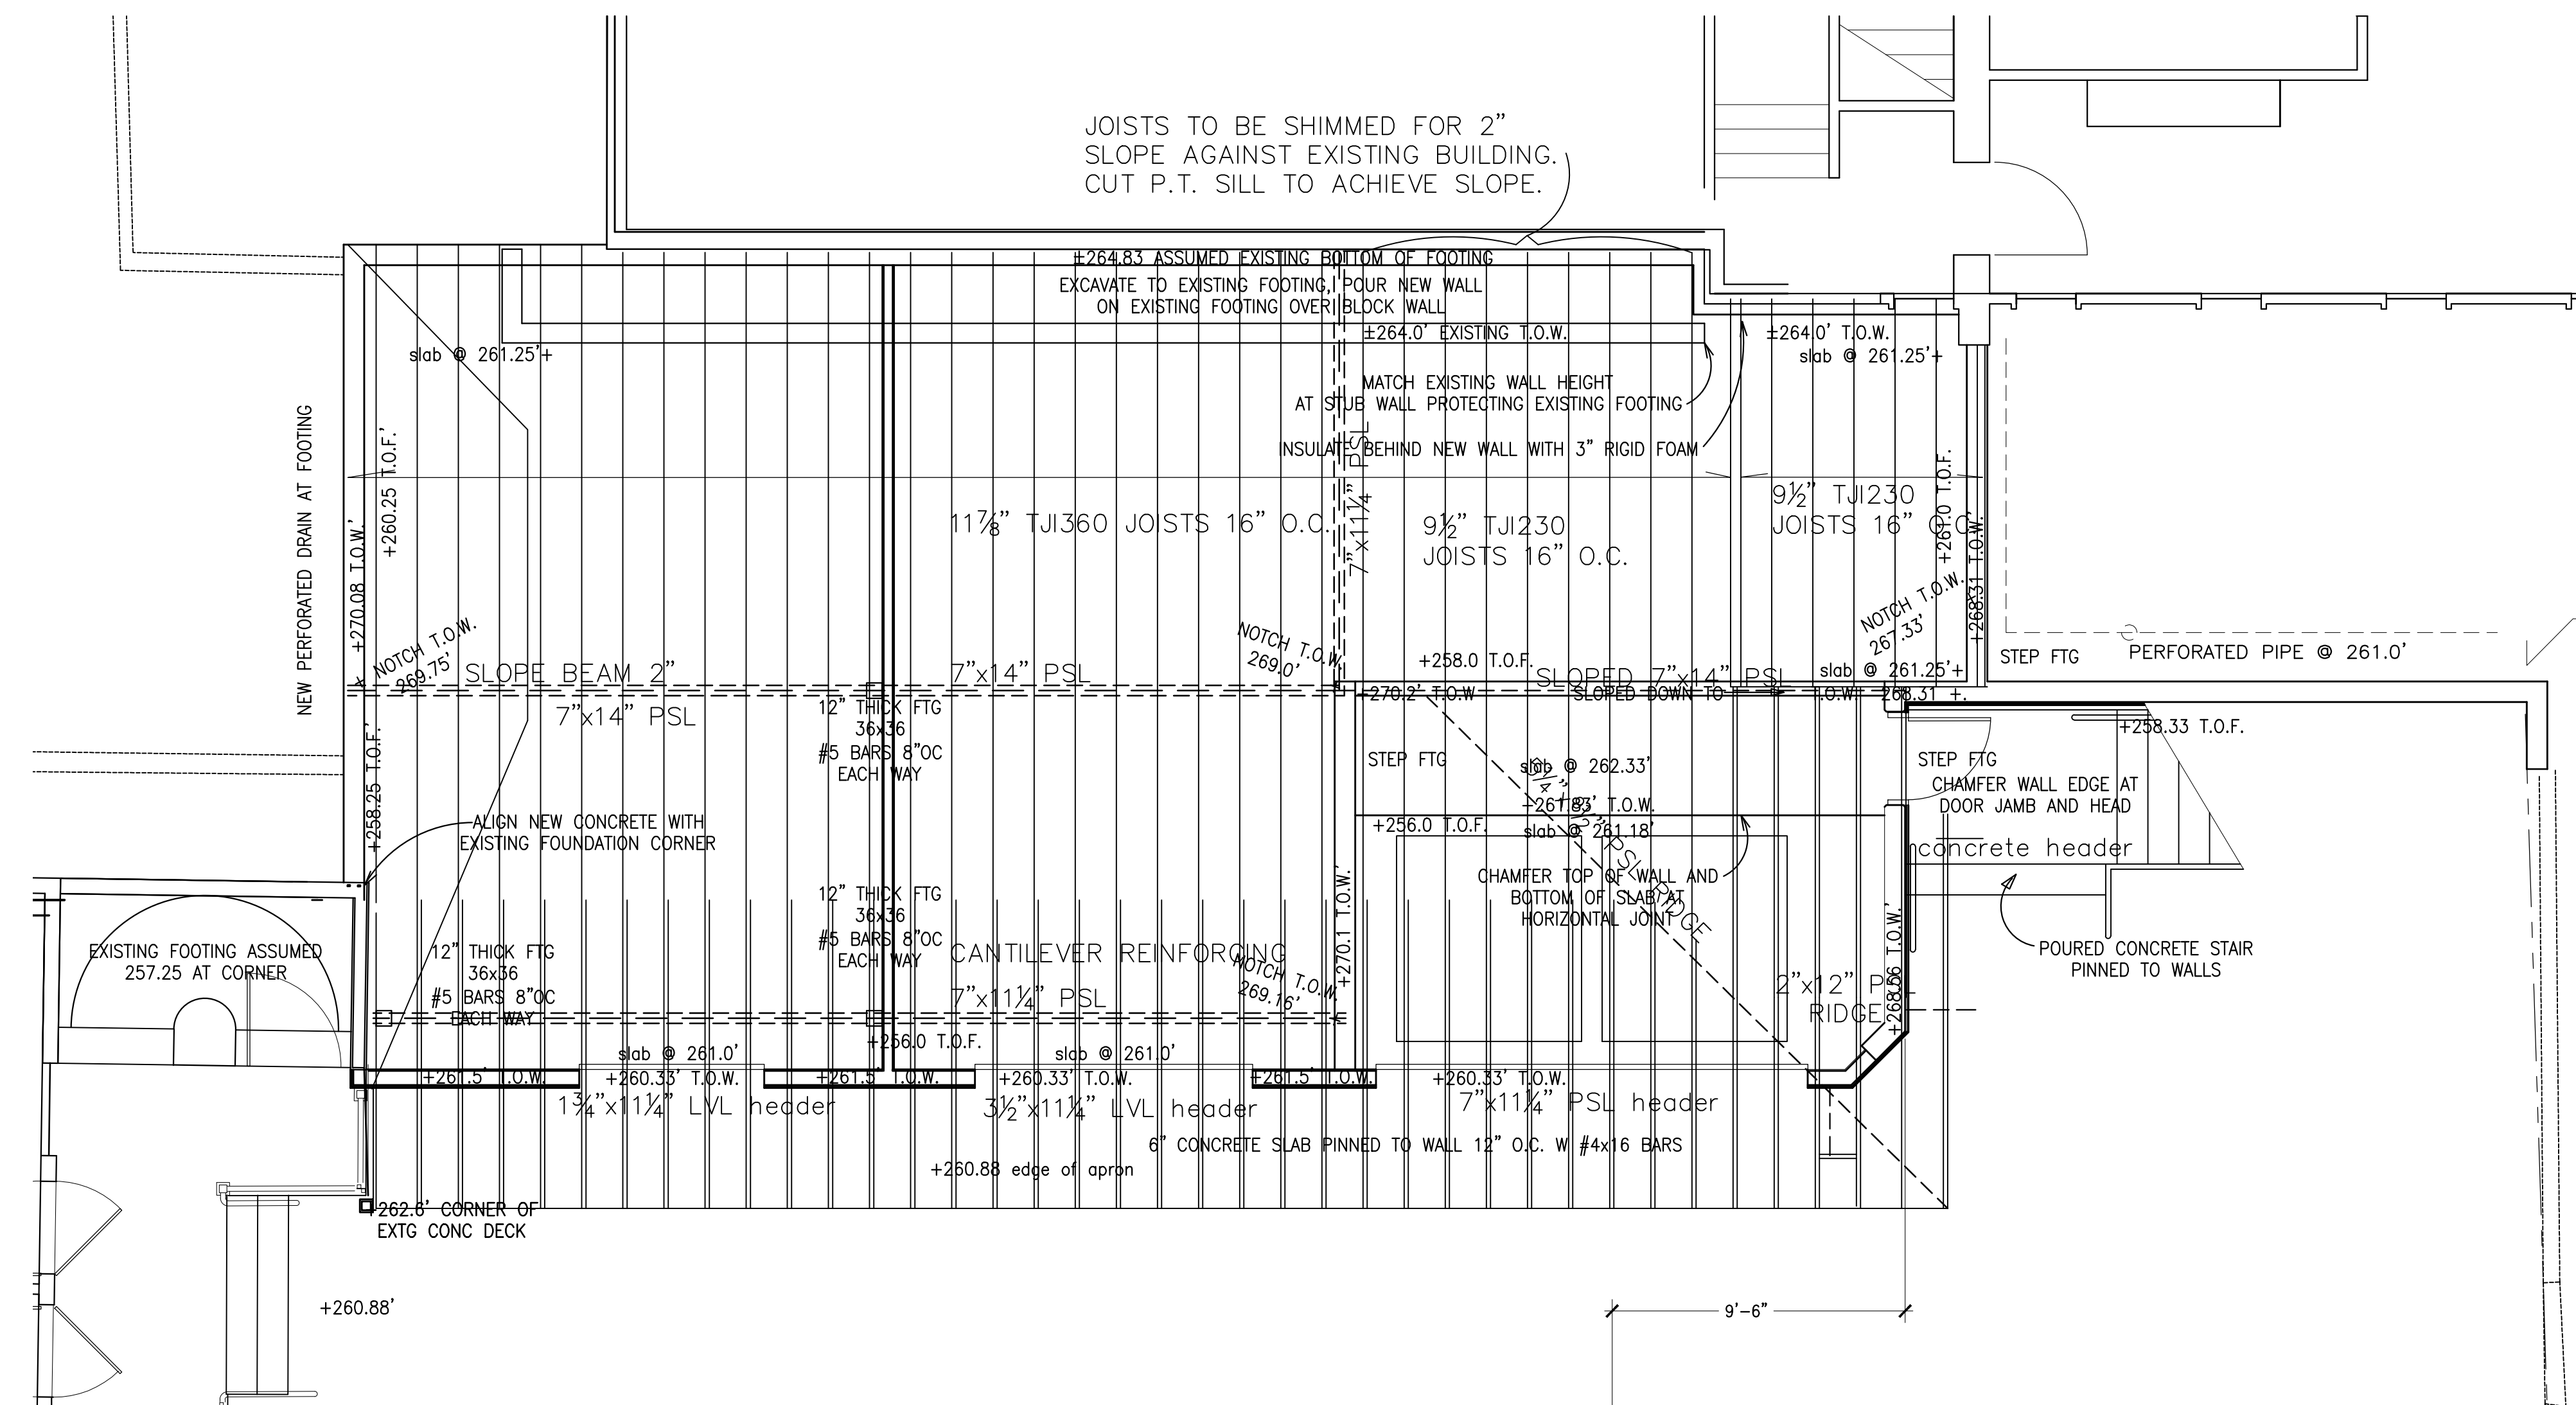 JOISTS TO BE SHIMMED FOR 2”
SLOPE AGAINST EXISTING BUILDING.
CUT P.T. SILL TO ACHIEVE SLOPE.
±264.83 ASSUMED EXISTING BOTTOM OF FOOTING
EXCAVATE TO EXISTING FOOTING, POUR NEW WALL
ON EXISTING FOOTING OVER BLOCK WALL
±264.0’ EXISTING T.O.W.
±264.0’ T.O.W.
slab @ 261.25’+
slab @ 261.25’+
MATCH EXISTING WALL HEIGHT
AT STUB WALL PROTECTING EXISTING FOOTING
INSULATE BEHIND NEW WALL WITH 3” RIGID FOAM
NEW PERFORATED DRAIN AT FOOTING
+270.08 T.O.W.’
+260.25 T.O.F.’
+258.25 T.O.F.’
7”x11¼” PSL
11⅞” TJI360 JOISTS 16” O.C.
9½” TJI230
JOISTS 16” O.C.
9½” TJI230
JOISTS 16” O.C.
+261.0 T.O.F.
+268.31 T.O.W.
NOTCH T.O.W.
269.75’
NOTCH T.O.W.
269.0’
NOTCH T.O.W.
267.33’
SLOPE BEAM 2”
7”x14” PSL
7”x14” PSL
+258.0 T.O.F.
SLOPED 7”x14” PSL
slab @ 261.25’+
STEP FTG
PERFORATED PIPE @ 261.0’
+270.2’ T.O.W
SLOPED DOWN TO
T.O.W. 268.31 +.
12” THICK FTG
36x36
#5 BARS 8”OC
EACH WAY
+258.33 T.O.F.
STEP FTG
slab @ 262.33’
STEP FTG
CHAMFER WALL EDGE AT
DOOR JAMB AND HEAD
+261.83’ T.O.W.
+256.0 T.O.F.
slab @ 261.18’
PSL RIDGE
concrete header
ALIGN NEW CONCRETE WITH
EXISTING FOUNDATION CORNER
CHAMFER TOP OF WALL AND
BOTTOM OF SLAB AT
HORIZONTAL JOINT
12” THICK FTG
36x36
#5 BARS 8”OC
EACH WAY
+270.1 T.O.W.’
+268.56 T.O.W.’
EXISTING FOOTING ASSUMED
257.25 AT CORNER
12” THICK FTG
36x36
#5 BARS 8”OC
EACH WAY
CANTILEVER REINFORCING
7”x11¼” PSL
NOTCH T.O.W.
269.16’
POURED CONCRETE STAIR
PINNED TO WALLS
2”x12”
RIDGE
+256.0 T.O.F.
slab @ 261.0’
slab @ 261.0’
+261.5’ T.O.W.
+260.33’ T.O.W.
+261.5’ T.O.W.
+260.33’ T.O.W.
+261.5’ T.O.W.
+260.33’ T.O.W.
1¾”x11¼” LVL header
3½”x11¼” LVL header
7”x11¼” PSL header
6” CONCRETE SLAB PINNED TO WALL 12” O.C. W #4x16 BARS
+260.88 edge of apron
+262.6’ CORNER OF
EXTG CONC DECK
+260.88’
9’-6”